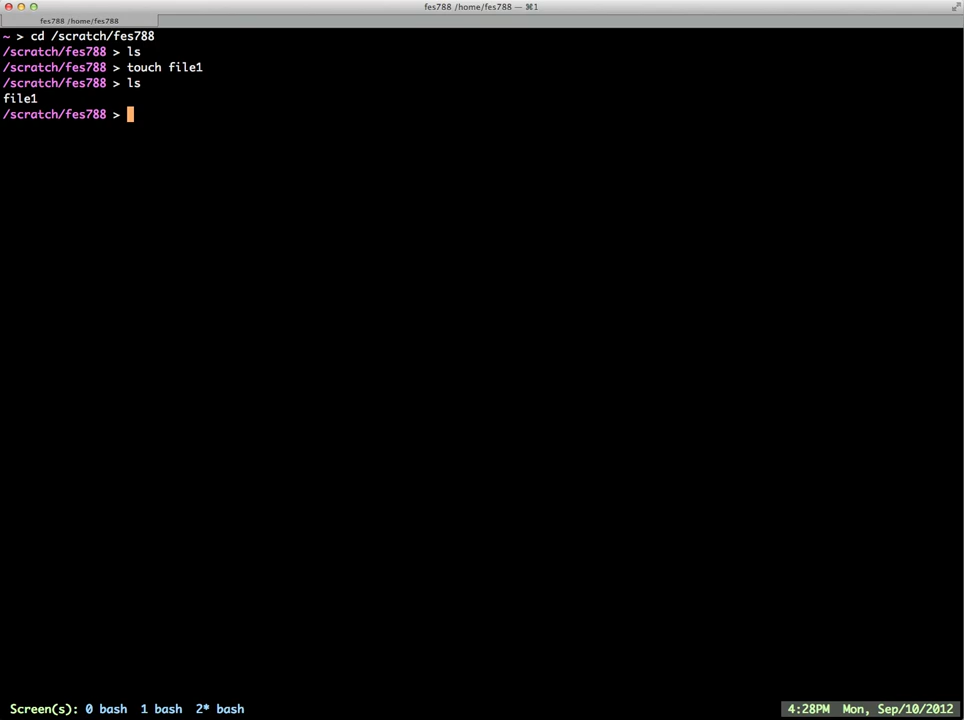 fes788 /home/fes788 — ⌘1
fes788 /home/fes788
~ > cd /scratch/fes788
/scratch/fes788 > ls
/scratch/fes788 > touch file1
/scratch/fes788 > ls
file1
/scratch/fes788 >
Screen(s): 0 bash 1 bash 2* bash 4:28PM Mon, Sep/10/2012